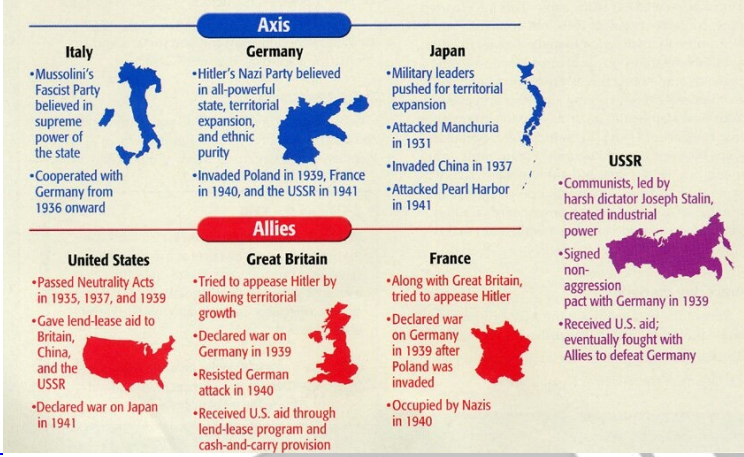 Axis
Italy
•Mussolini's
Fascist Party
believed in
supreme
power of
the state
•Cooperated with
Germany from
1936 onward
Germany
•Hitler's Nazi Party believed
in all-powerful
state, territorial
expansion,
and ethnic
purity
•Invaded Poland in 1939, France
in 1940, and the USSR in 1941
Japan
•Military leaders
pushed for territorial
expansion
•Attacked Manchuria
in 1931
•Invaded China in 1937
•Attacked Pearl Harbor
in 1941
Allies
United States
•Passed Neutrality Acts
in 1935, 1937, and 1939
•Gave lend-lease aid to
Britain,
China,
and the
USSR
•Declared war on Japan
in 1941
Great Britain
•Tried to appease Hitler by
allowing territorial
growth
•Declared war on
Germany in 1939
•Resisted German
attack in 1940
•Received U.S. aid through
lend-lease program and
cash-and-carry provision
France
•Along with Great Britain,
tried to appease Hitler
•Declared war
on Germany
in 1939 after
Poland was
invaded
•Occupied by Nazis
in 1940
USSR
•Communists, led by
harsh dictator Joseph Stalin,
created industrial
power
•Signed
non-
aggression
pact with Germany in 1939
•Received U.S. aid;
eventually fought with
Allies to defeat Germany